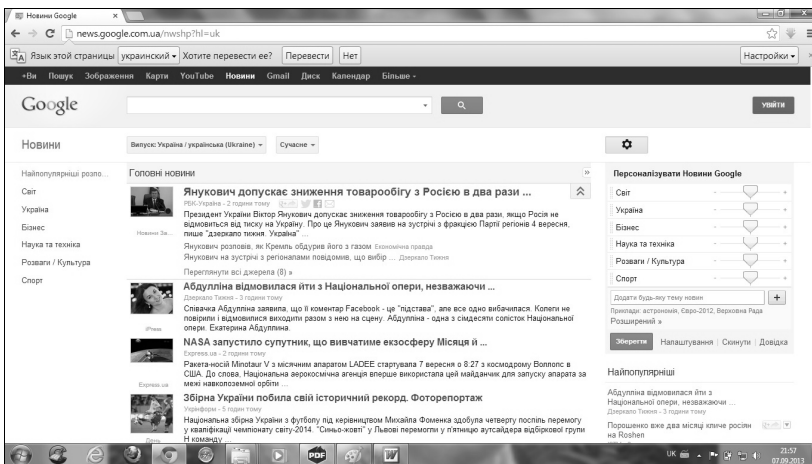 Новини Google
news.google.com.ua/nwshp?hl=uk
Язык этой страницы украинский Хотите перевести ее? Перевести Нет Настройки
+Ви Пошук Зображення Карти YouTube Новини Gmail Диск Календар Більше
Google УВІЙТИ
Новини Випуск: Україна / українська (Ukraine) Сучасне
Найпопулярніші розпо...
Світ
Україна
Бізнес
Наука та техніка
Розваги / Культура
Спорт
Головні новини »
Янукович допускає зниження товарообігу з Росією в два рази ...
РБК-Україна - 2 години тому
Президент України Віктор Янукович допускає зниження товарообігу з Росією в два рази, якщо Росія не
відмовиться від тиску на Україну. Про це Янукович заявив на зустрічі з фракцією Партії регіонів 4 вересня,
пише "дзеркало тижня. Україна" ...
Янукович розповів, як Кремль обдурив його з газом Економічна правда
Янукович на зустрічі з регіоналами повідомив, що вибір ... Дзеркало Тижня
Переглянути всі джерела (8) »
Новини За...
Абдулліна відмовилася йти з Національної опери, незважаючи ...
Дзеркало Тижня - 3 години тому
Співачка Абдулліна заявила, що її коментар Facebook - це "підстава", але все одно вибачилася. Колеги не
повірили і відмовилися виходити разом з нею на сцену. Абдулліна - одна з сімдесяти солісток Національної
опери. Екатерина Абдуллина.
iPress
NASA запустило супутник, що вивчатиме екзосферу Місяця й ...
Express.ua - 2 години тому
Ракета-носій Minotaur V з місячним апаратом LADEE стартувала 7 вересня о 8:27 з космодрому Воллопс в
США. До слова, Національна аерокосмічна агенція вперше використала цей майданчик для запуску апарата за
межі навколоземної орбіти ...
Express.ua
Збірна України побила свій історичний рекорд. Фоторепортаж
Укрінформ - 5 годин тому
Національна збірна України з футболу під керівництвом Михайла Фоменка здобула четверту поспіль перемогу
у кваліфікації чемпіонату світу-2014. "Синьо-жовті" у Львові перемогли у п'ятницю аутсайдера відбіркової групи
Н команду ...
День
Персоналізувати Новини Google
Світ
Україна
Бізнес
Наука та техніка
Розваги / Культура
Спорт
Додати будь-яку тему новин +
Приклади: астрономія, Євро-2012, Верховна Рада
Розширений »
Зберегти Налаштування | Скинути | Довідка
Найпопулярніші
Абдулліна відмовилася йти з
Національної опери, незважаючи ...
Дзеркало Тижня - 3 години тому
Порошенко вже два місяці кличе росіян
на Roshen
PDF W UK 21:57
07.09.2013